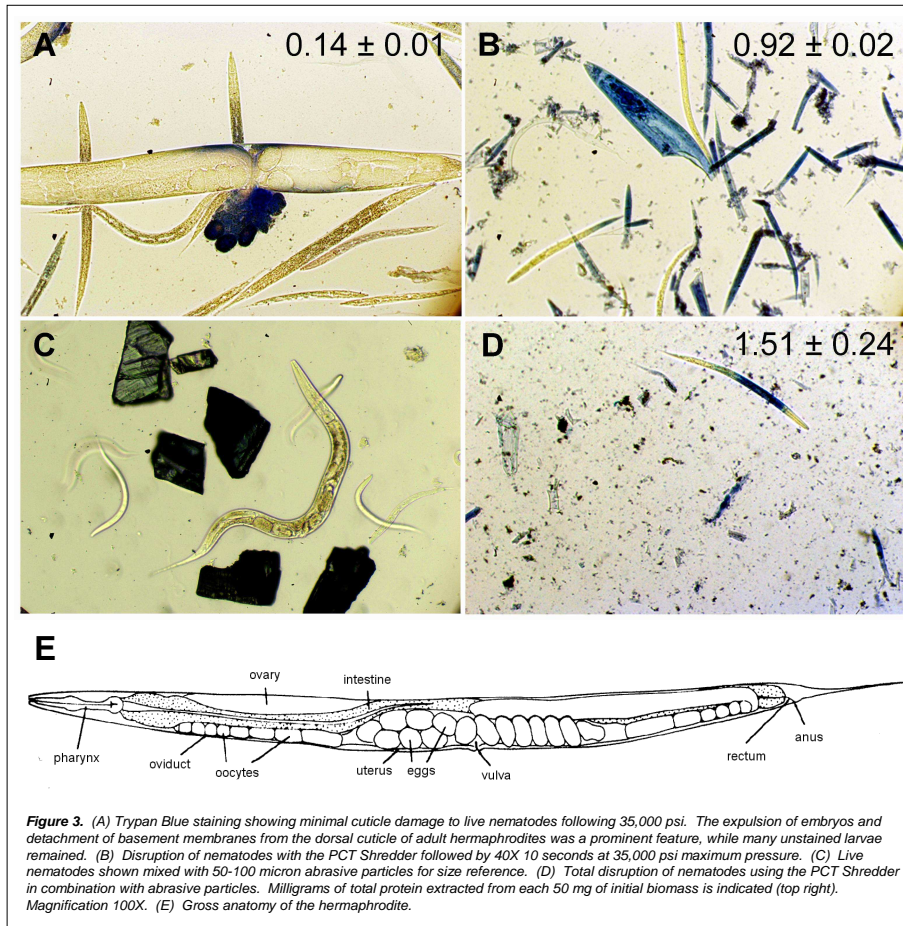 A
0.14 ± 0.01
B
0.92 ± 0.02
C
D
1.51 ± 0.24
E
ovary
intestine
pharynx
oviduct
oocytes
uterus
eggs
vulva
rectum
anus
Figure 3. (A) Trypan Blue staining showing minimal cuticle damage to live nematodes following 35,000 psi. The expulsion of embryos and
detachment of basement membranes from the dorsal cuticle of adult hermaphrodites was a prominent feature, while many unstained larvae
remained. (B) Disruption of nematodes with the PCT Shredder followed by 40X 10 seconds at 35,000 psi maximum pressure. (C) Live
nematodes shown mixed with 50-100 micron abrasive particles for size reference. (D) Total disruption of nematodes using the PCT Shredder
in combination with abrasive particles. Milligrams of total protein extracted from each 50 mg of initial biomass is indicated (top right).
Magnification 100X. (E) Gross anatomy of the hermaphrodite.